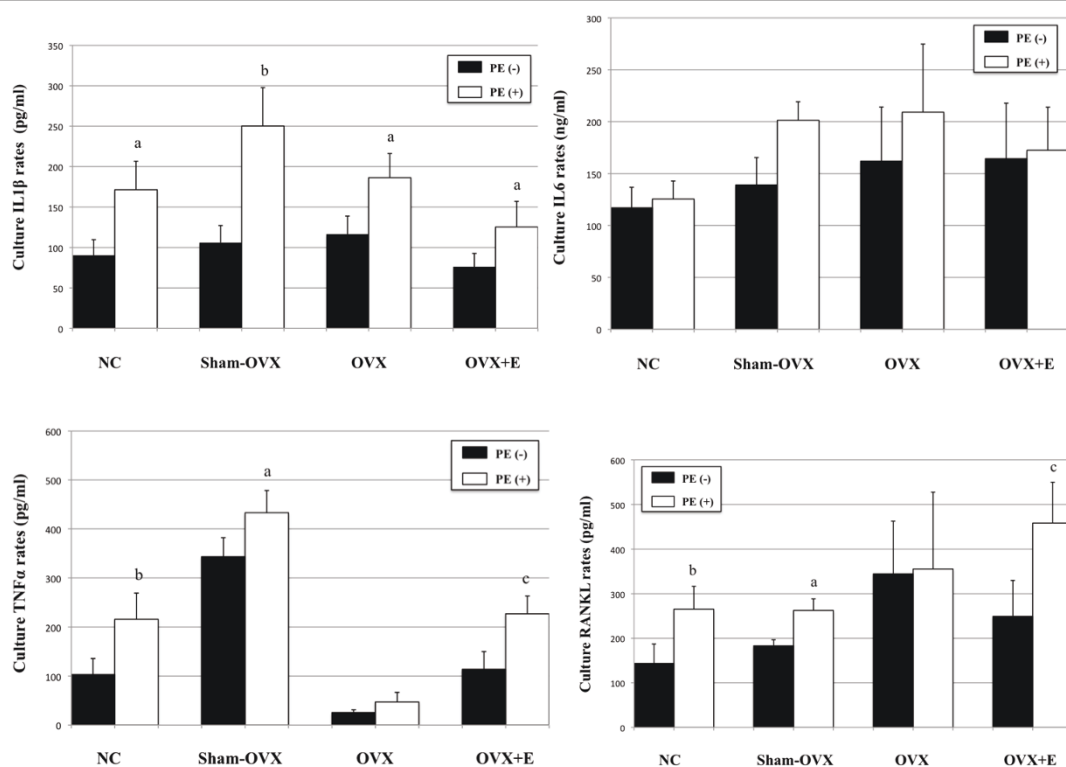 Culture IL1β rates (pg/ml)
350
300
250
200
150
100
50
0
PE (-)
PE (+)
a
b
a
a
NC Sham-OVX OVX OVX+E
Culture IL6 rates (ng/ml)
300
250
200
150
100
50
0
PE (-)
PE (+)
NC Sham-OVX OVX OVX+E
Culture TNFα rates (pg/ml)
600
500
400
300
200
100
0
PE (-)
PE (+)
b
a
c
NC Sham-OVX OVX OVX+E
Culture RANKL rates (pg/ml)
600
500
400
300
200
100
0
PE (-)
PE (+)
b
a
c
NC Sham-OVX OVX OVX+E